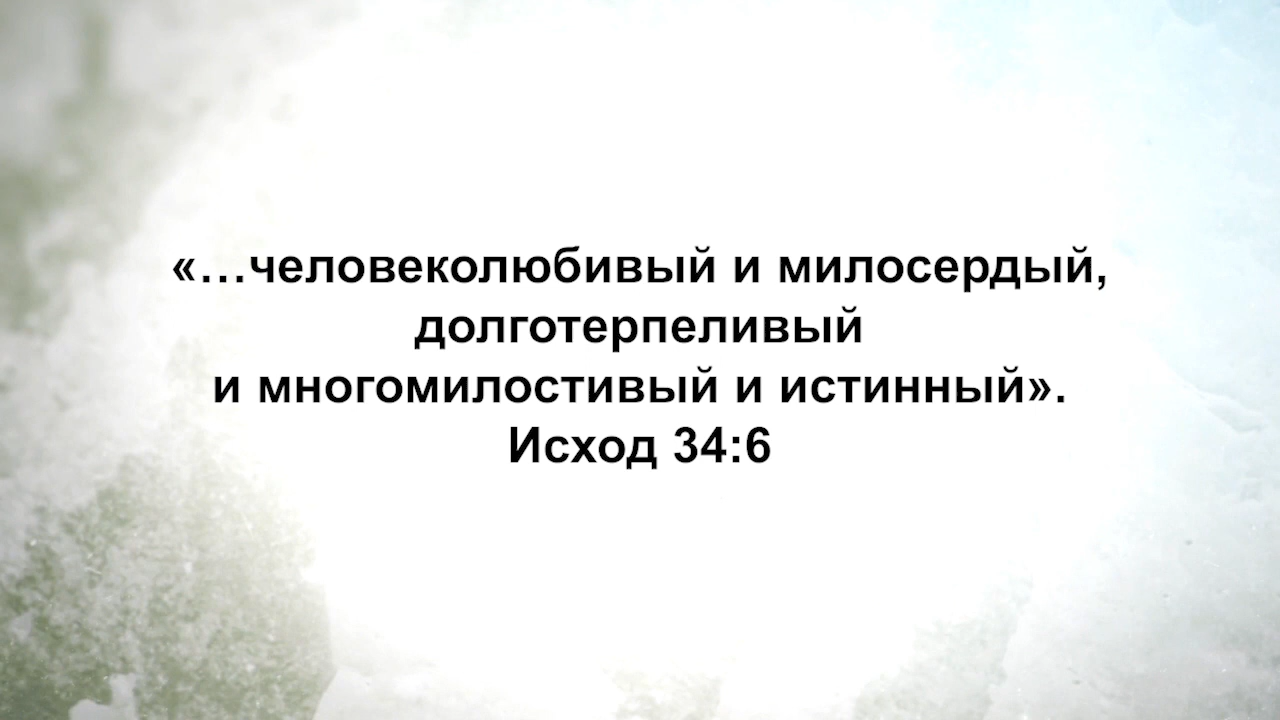 «…человеколюбивый и милосердый,
долготерпеливый
и многомилостивый и истинный».
Исход 34:6